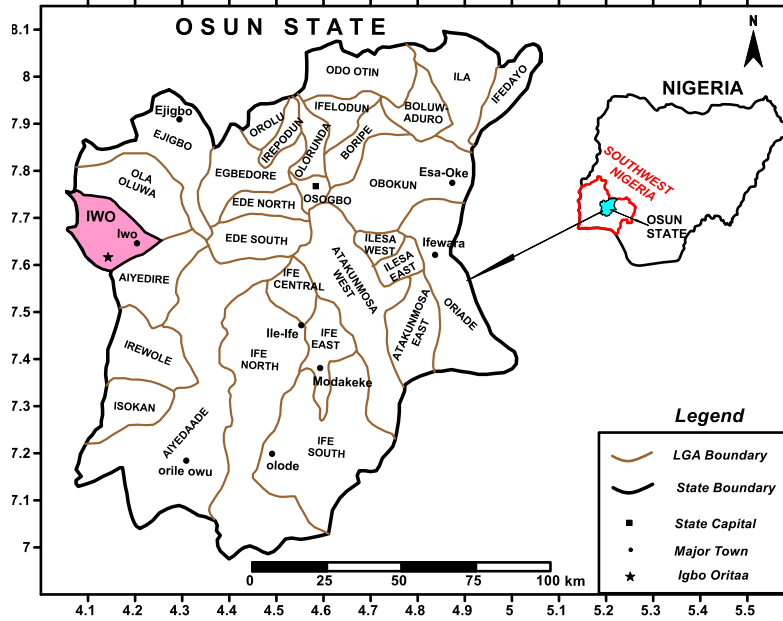 OSUN STATE
N
NIGERIA
SOUTHWEST
NIGERIA
OSUN
STATE
8.1
8
7.9
7.8
7.7
7.6
7.5
7.4
7.3
7.2
7.1
7
ODO OTIN
ILA
IFEDAYO
IFELODUN
BOLUW-
ADURO
Ejigbo
EJIGBO
OROLU
IREPODUN
OLORUNDA
BORIPE
OLA
OLUWA
EGBEDORE
OSOGBO
OBOKUN
Esa-Oke
IWO
Iwo
EDE NORTH
EDE SOUTH
ILESA
WEST
ILESA
EAST
Ifewara
AIYEDIRE
IFE
CENTRAL
ATAKUNMOSA
WEST
ATAKUNMOSA
EAST
ORIADE
IREWOLE
Ile-Ife
IFE
EAST
IFE
NORTH
Modakeke
ISOKAN
AIYEDAADE
orile owu
olode
IFE
SOUTH
Legend
LGA Boundary
State Boundary
State Capital
Major Town
Igbo Oritaa
0 25 50 75 100 km
4.1 4.2 4.3 4.4 4.5 4.6 4.7 4.8 4.9 5 5.1 5.2 5.3 5.4 5.5